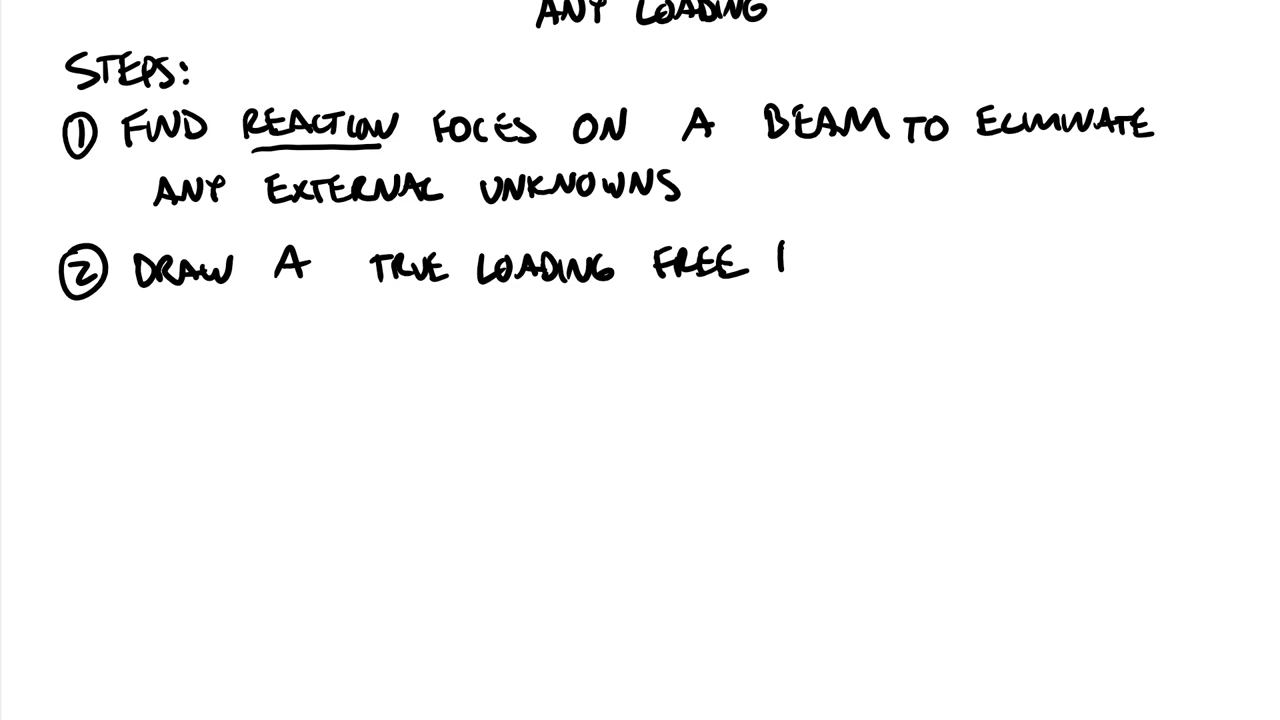 ANY LOADING
STEPS:
① FIND REACTION FOCES ON A BEAM TO ELIMINATE
ANY EXTERNAL UNKNOWNS
② DRAW A TRUE LOADING FREE